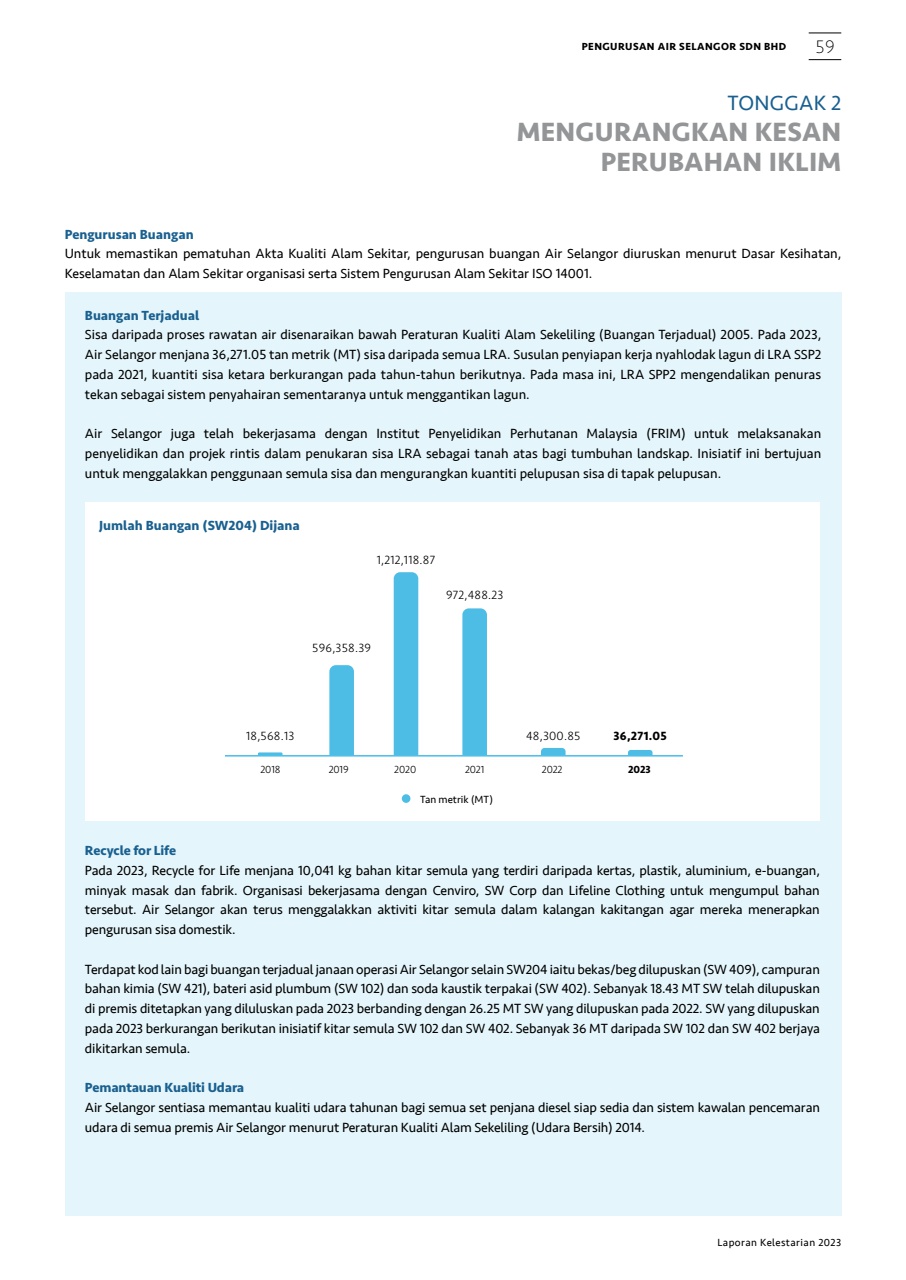 PENGURUSAN AIR SELANGOR SDN BHD 59
TONGGAK 2
MENGURANGKAN KESAN
PERUBAHAN IKLIM
Pengurusan Buangan
Untuk memastikan pematuhan Akta Kualiti Alam Sekitar, pengurusan buangan Air Selangor diuruskan menurut Dasar Kesihatan,
Keselamatan dan Alam Sekitar organisasi serta Sistem Pengurusan Alam Sekitar ISO 14001.
Buangan Terjadual
Sisa daripada proses rawatan air disenaraikan bawah Peraturan Kualiti Alam Sekeliling (Buangan Terjadual) 2005. Pada 2023,
Air Selangor menjana 36,271.05 tan metrik (MT) sisa daripada semua LRA. Susulan penyiapan kerja nyahlodak lagun di LRA SSP2
pada 2021, kuantiti sisa ketara berkurangan pada tahun-tahun berikutnya. Pada masa ini, LRA SPP2 mengendalikan penuras
tekan sebagai sistem penyahairan sementaranya untuk menggantikan lagun.
Air Selangor juga telah bekerjasama dengan Institut Penyelidikan Perhutanan Malaysia (FRIM) untuk melaksanakan
penyelidikan dan projek rintis dalam penukaran sisa LRA sebagai tanah atas bagi tumbuhan landskap. Inisiatif ini bertujuan
untuk menggalakkan penggunaan semula sisa dan mengurangkan kuantiti pelupusan sisa di tapak pelupusan.
Jumlah Buangan (SW204) Dijana
1,212,118.87
972,488.23
596,358.39
18,568.13 48,300.85 36,271.05
2018 2019 2020 2021 2022 2023
Tan metrik (MT)
Recycle for Life
Pada 2023, Recycle for Life menjana 10,041 kg bahan kitar semula yang terdiri daripada kertas, plastik, aluminium, e-buangan,
minyak masak dan fabrik. Organisasi bekerjasama dengan Cenviro, SW Corp dan Lifeline Clothing untuk mengumpul bahan
tersebut. Air Selangor akan terus menggalakkan aktiviti kitar semula dalam kalangan kakitangan agar mereka menerapkan
pengurusan sisa domestik.
Terdapat kod lain bagi buangan terjadual janaan operasi Air Selangor selain SW204 iaitu bekas/beg dilupuskan (SW 409), campuran
bahan kimia (SW 421), bateri asid plumbum (SW 102) dan soda kaustik terpakai (SW 402). Sebanyak 18.43 MT SW telah dilupuskan
di premis ditetapkan yang diluluskan pada 2023 berbanding dengan 26.25 MT SW yang dilupuskan pada 2022. SW yang dilupuskan
pada 2023 berkurangan berikutan inisiatif kitar semula SW 102 dan SW 402. Sebanyak 36 MT daripada SW 102 dan SW 402 berjaya
dikitarkan semula.
Pemantauan Kualiti Udara
Air Selangor sentiasa memantau kualiti udara tahunan bagi semua set penjana diesel siap sedia dan sistem kawalan pencemaran
udara di semua premis Air Selangor menurut Peraturan Kualiti Alam Sekeliling (Udara Bersih) 2014.
Laporan Kelestarian 2023